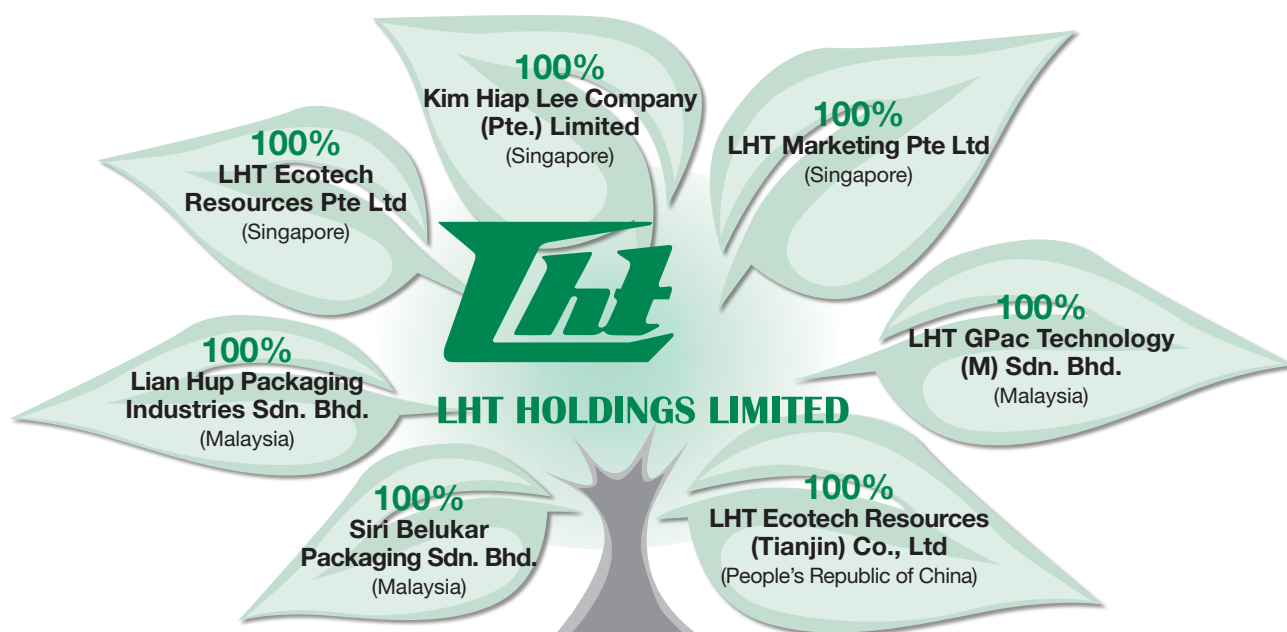 100%
Kim Hiap Lee Company
(Pte.) Limited
(Singapore)
100%
LHT Marketing Pte Ltd
(Singapore)
100%
LHT Ecotech
Resources Pte Ltd
(Singapore)
Lht
100%
LHT GPac Technology
(M) Sdn. Bhd.
(Malaysia)
100%
Lian Hup Packaging
Industries Sdn. Bhd.
(Malaysia)
LHT HOLDINGS LIMITED
100%
Siri Belukar
Packaging Sdn. Bhd.
(Malaysia)
100%
LHT Ecotech Resources
(Tianjin) Co., Ltd
(People's Republic of China)